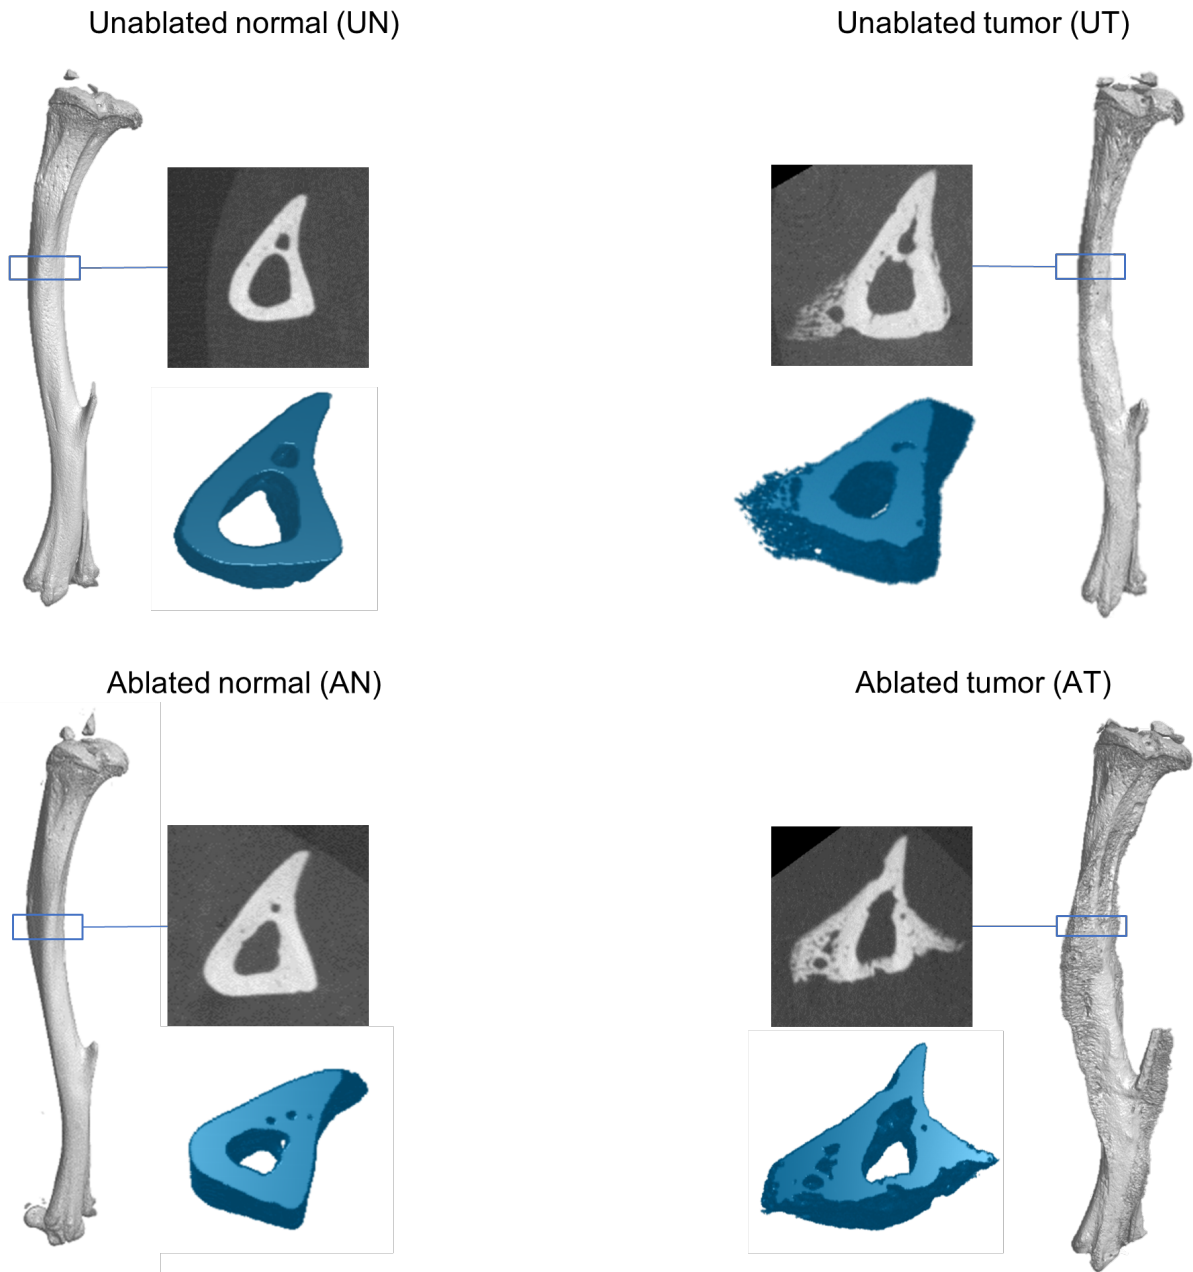 Unablated normal (UN)
Unablated tumor (UT)
Ablated normal (AN)
Ablated tumor (AT)